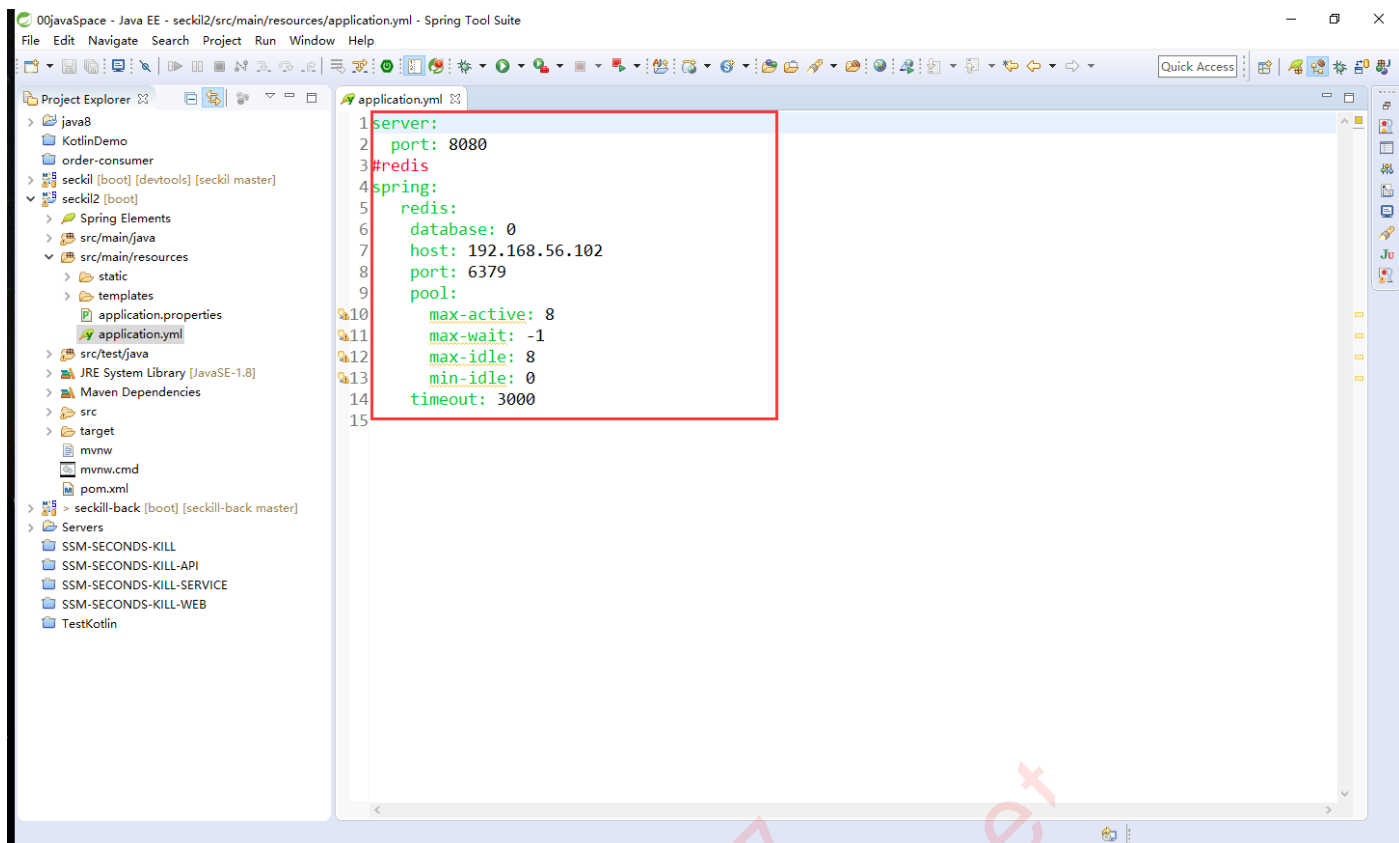 00javaSpace - Java EE - seckil2/src/main/resources/application.yml - Spring Tool Suite
File Edit Navigate Search Project Run Window Help
Quick Access
Project Explorer
application.yml
java8
KotlinDemo
order-consumer
seckil [boot] [devtools] [seckil master]
seckil2 [boot]
Spring Elements
src/main/java
src/main/resources
static
templates
application.properties
application.yml
src/test/java
JRE System Library [JavaSE-1.8]
Maven Dependencies
src
target
mvnw
mvnw.cmd
pom.xml
> seckill-back [boot] [seckill-back master]
Servers
SSM-SECONDS-KILL
SSM-SECONDS-KILL-API
SSM-SECONDS-KILL-SERVICE
SSM-SECONDS-KILL-WEB
TestKotlin
1 server:
2   port: 8080
3 #redis
4 spring:
5    redis:
6     database: 0
7     host: 192.168.56.102
8     port: 6379
9     pool:
10       max-active: 8
11       max-wait: -1
12       max-idle: 8
13       min-idle: 0
14     timeout: 3000
15
Ju